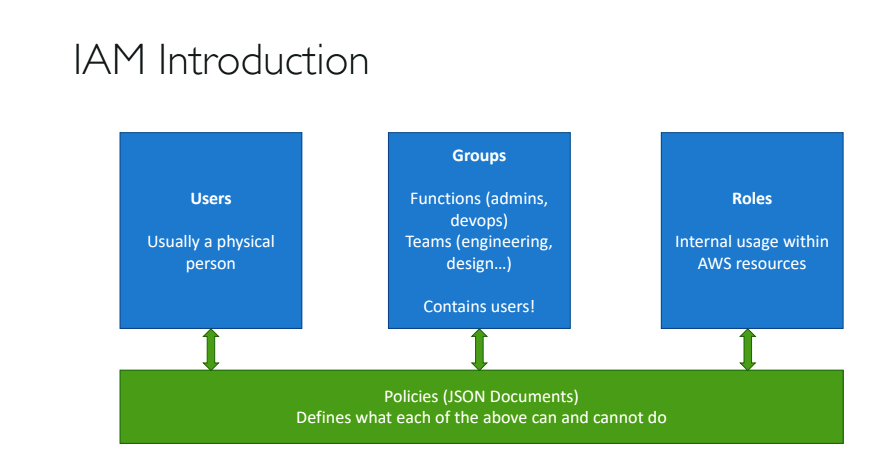 IAM Introduction
Users
Usually a physical
person
Groups
Functions (admins,
devops)
Teams (engineering,
design…)
Contains users!
Roles
Internal usage within
AWS resources
Policies (JSON Documents)
Defines what each of the above can and cannot do